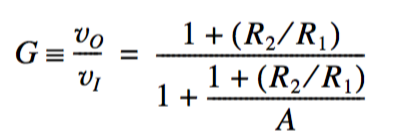 G ≡ v_O / v_I = (1 + (R_2/R_1)) / (1 + (1 + (R_2/R_1)) / A)